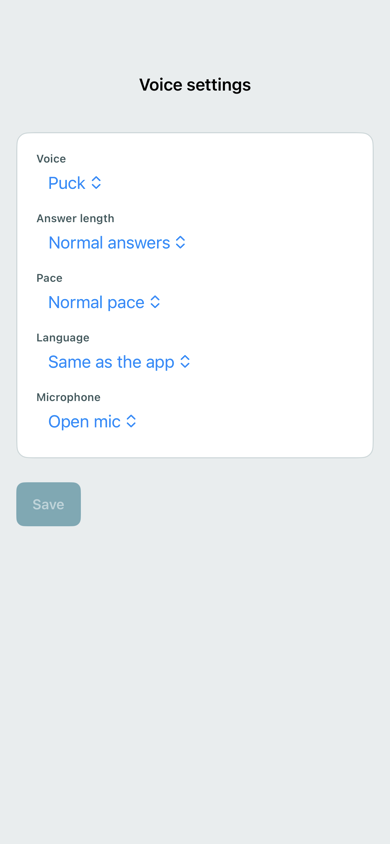 Voice settings
Voice
Puck
Answer length
Normal answers
Pace
Normal pace
Language
Same as the app
Microphone
Open mic
Save